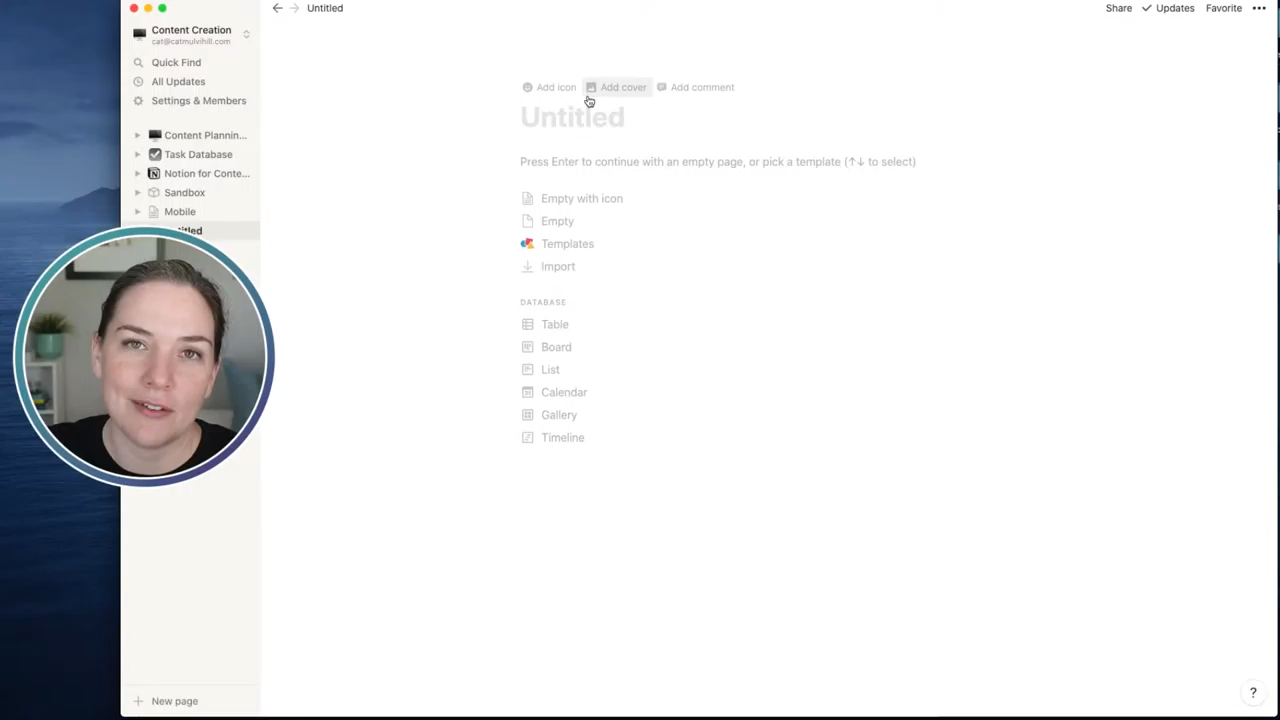 Untitled
Share
Updates
Favorite
Content Creation
cat@catmulvihill.com
Quick Find
All Updates
Settings & Members
Content Plannin...
Task Database
Notion for Conte...
Sandbox
Mobile
Add icon
Add cover
Add comment
Untitled
Press Enter to continue with an empty page, or pick a template (↑↓ to select)
Empty with icon
Empty
Templates
Import
DATABASE
Table
Board
List
Calendar
Gallery
Timeline
New page
?